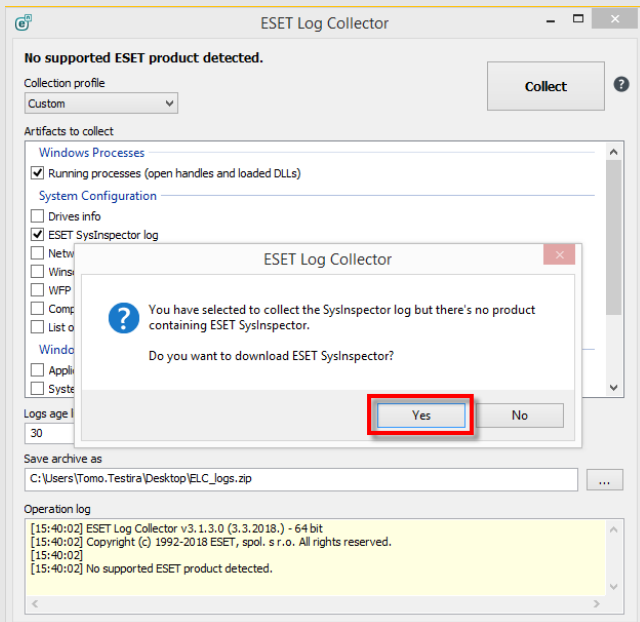 ESET Log Collector
No supported ESET product detected.
Collection profile
Custom
Collect
Artifacts to collect
Windows Processes
Running processes (open handles and loaded DLLs)
System Configuration
Drives info
ESET SysInspector log
Netw
Wins
WFP
Comp
List o
Windo
Appli
Syste
ESET Log Collector
You have selected to collect the SysInspector log but there's no product
containing ESET SysInspector.
Do you want to download ESET SysInspector?
Yes
No
Logs age l
30
Save archive as
C:\Users\Tomo.Testira\Desktop\ELC_logs.zip
...
Operation log
[15:40:02] ESET Log Collector v3.1.3.0 (3.3.2018.) - 64 bit
[15:40:02] Copyright (c) 1992-2018 ESET, spol. s r.o. All rights reserved.
[15:40:02]
[15:40:02] No supported ESET product detected.